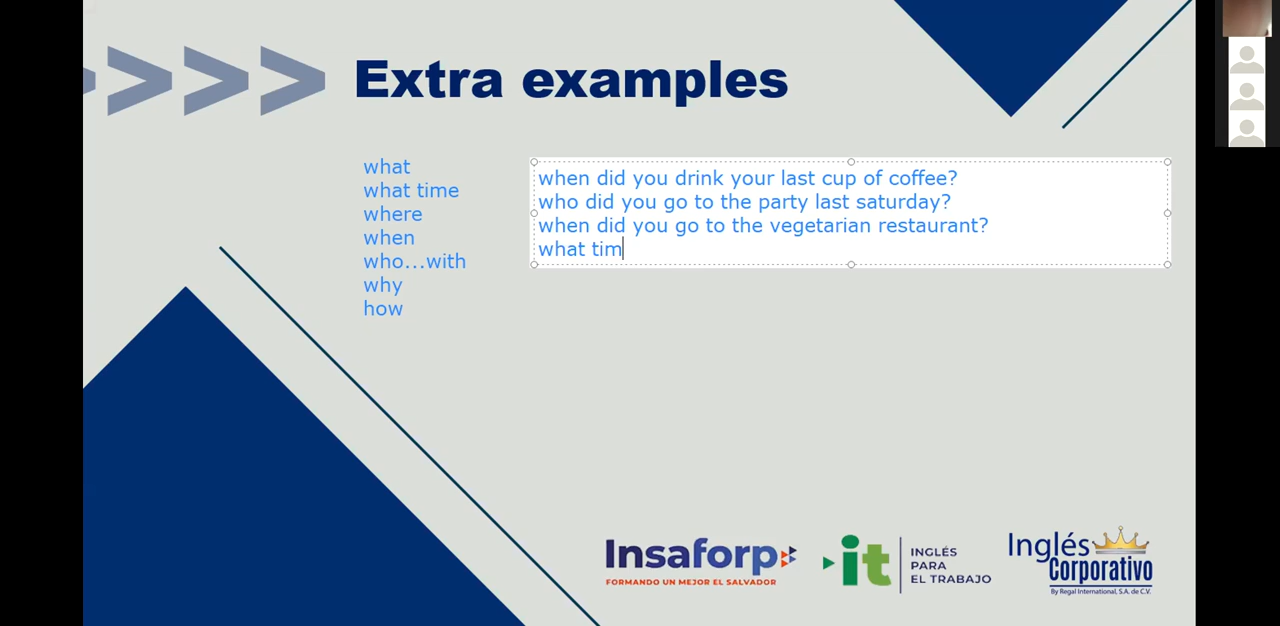 Extra examples
what
what time
where
when
who...with
why
how
when did you drink your last cup of coffee?
who did you go to the party last saturday?
when did you go to the vegetarian restaurant?
what tim
Insaforp
FORMANDO UN MEJOR EL SALVADOR
it
INGLÉS
PARA
EL TRABAJO
Inglés
Corporativo
By Regal International, S.A. de C.V.